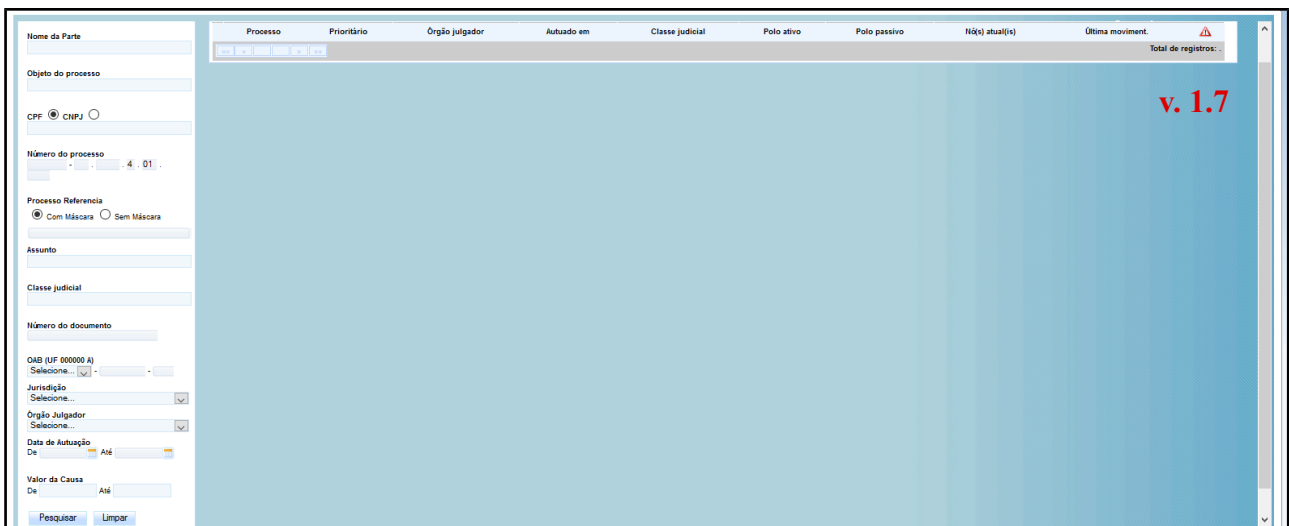 Nome da Parte
Objeto do processo
CPF CNPJ
Número do processo
- . . 4 . 01 .
Processo Referencia
Com Máscara Sem Máscara
Assunto
Classe judicial
Número do documento
OAB (UF 000000 A)
Selecione... - -
Jurisdição
Selecione...
Órgão Julgador
Selecione...
Data de Autuação
De Até
Valor da Causa
De Até
Pesquisar Limpar
Processo Prioritário Órgão julgador Autuado em Classe judicial Polo ativo Polo passivo Nó(s) atual(is) Última moviment.
«« « » »»
Total de registros: .
v. 1.7